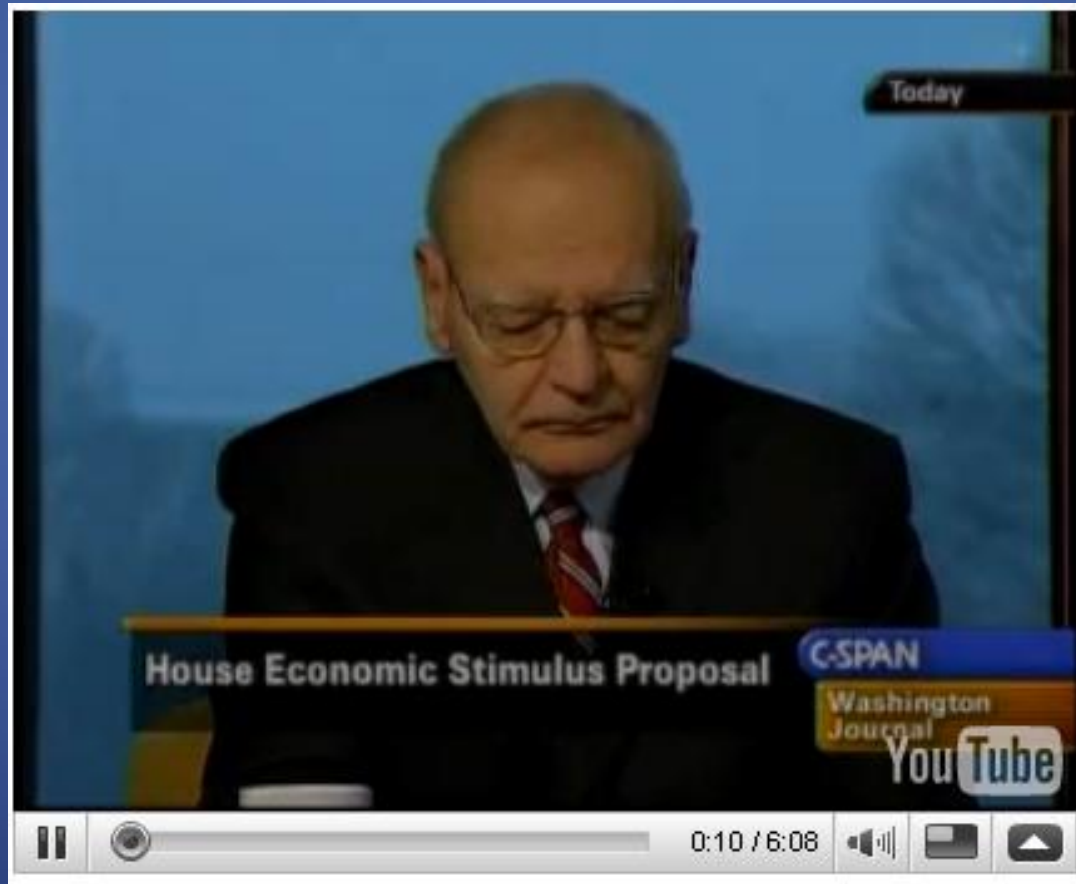 Today
House Economic Stimulus Proposal
C-SPAN
Washington
Journal
YouTube
0:10 / 6:08